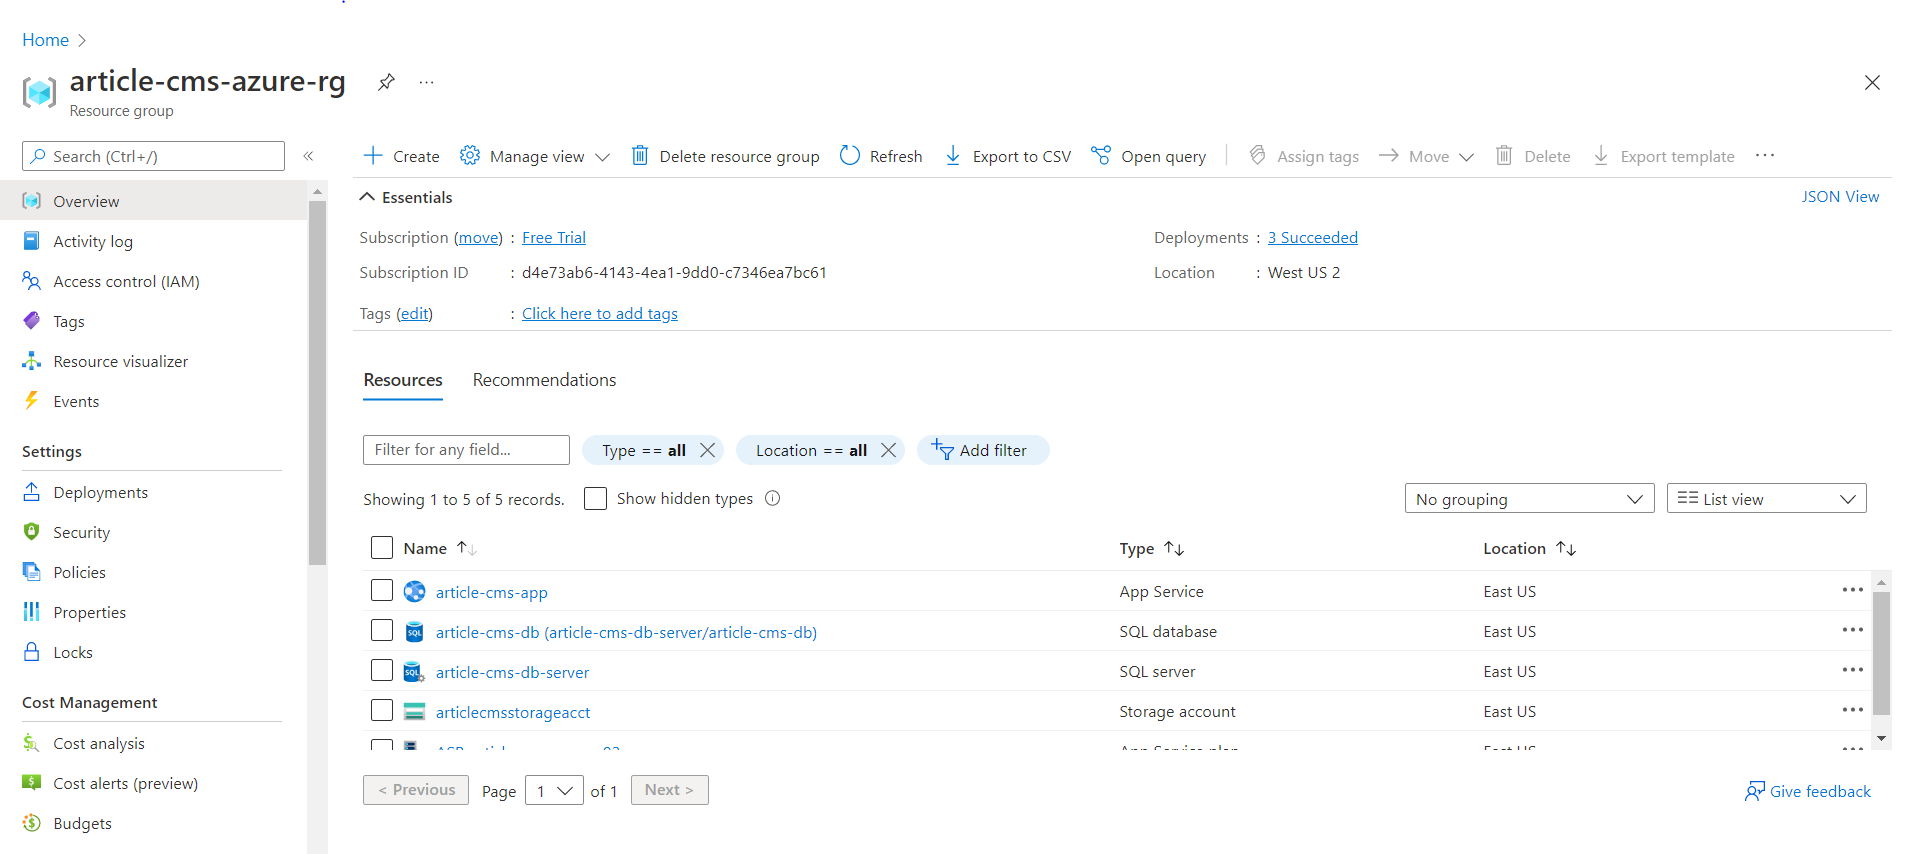 Home
article-cms-azure-rg
Resource group
Search (Ctrl+/)
Overview
Activity log
Access control (IAM)
Tags
Resource visualizer
Events
Settings
Deployments
Security
Policies
Properties
Locks
Cost Management
Cost analysis
Cost alerts (preview)
Budgets
Create Manage view Delete resource group Refresh Export to CSV Open query Assign tags Move Delete Export template
Essentials JSON View
Subscription (move) : Free Trial Deployments : 3 Succeeded
Subscription ID : d4e73ab6-4143-4ea1-9dd0-c7346ea7bc61 Location : West US 2
Tags (edit) : Click here to add tags
Resources Recommendations
Filter for any field... Type == all Location == all Add filter
Showing 1 to 5 of 5 records. Show hidden types No grouping List view
Name Type Location
article-cms-app App Service East US
article-cms-db (article-cms-db-server/article-cms-db) SQL database East US
article-cms-db-server SQL server East US
articlecmsstorageacct Storage account East US
App Service plan East US
< Previous Page 1 of 1 Next > Give feedback